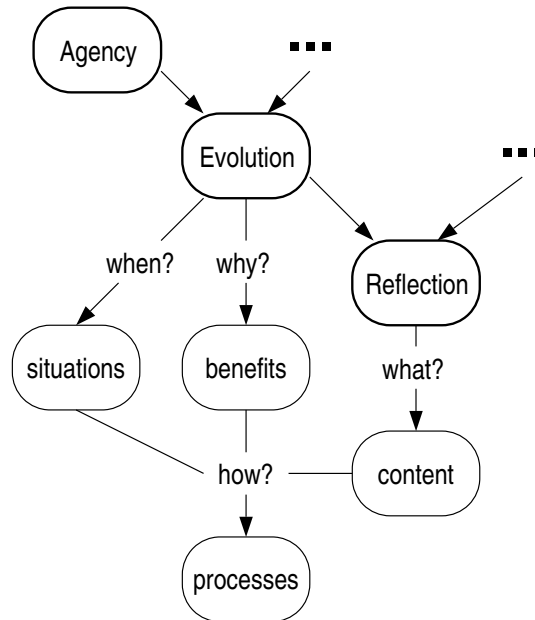 Agency
...
Evolution
...
when?
why?
Reflection
situations
benefits
what?
how?
content
processes